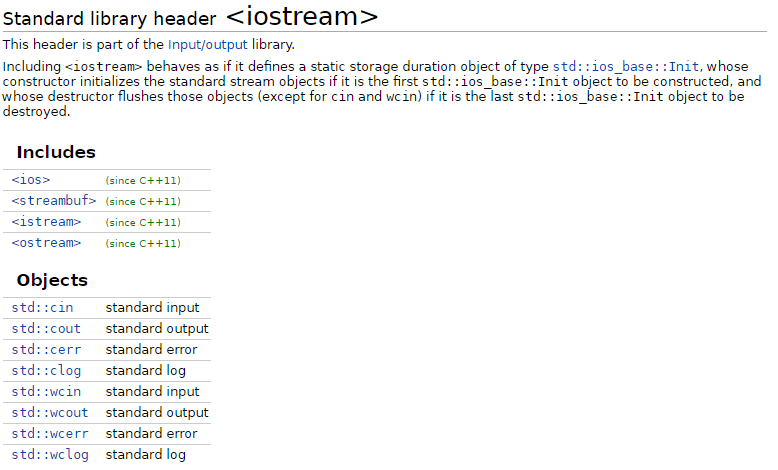 Standard library header <iostream>
This header is part of the Input/output library.
Including <iostream> behaves as if it defines a static storage duration object of type std::ios_base::Init, whose
constructor initializes the standard stream objects if it is the first std::ios_base::Init object to be constructed, and
whose destructor flushes those objects (except for cin and wcin) if it is the last std::ios_base::Init object to be
destroyed.
Includes
<ios> (since C++11)
<streambuf> (since C++11)
<istream> (since C++11)
<ostream> (since C++11)
Objects
std::cin standard input
std::cout standard output
std::cerr standard error
std::clog standard log
std::wcin standard input
std::wcout standard output
std::wcerr standard error
std::wclog standard log